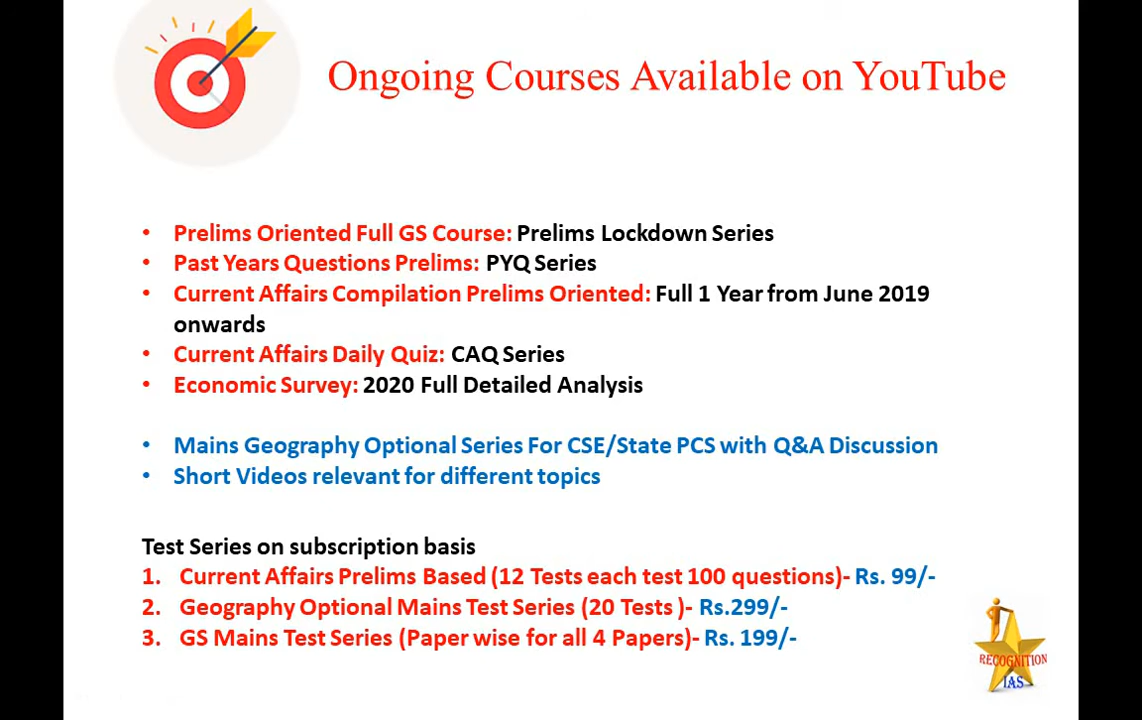 Ongoing Courses Available on YouTube
• Prelims Oriented Full GS Course: Prelims Lockdown Series
• Past Years Questions Prelims: PYQ Series
• Current Affairs Compilation Prelims Oriented: Full 1 Year from June 2019
onwards
• Current Affairs Daily Quiz: CAQ Series
• Economic Survey: 2020 Full Detailed Analysis
• Mains Geography Optional Series For CSE/State PCS with Q&A Discussion
• Short Videos relevant for different topics
Test Series on subscription basis
1. Current Affairs Prelims Based (12 Tests each test 100 questions)- Rs. 99/-
2. Geography Optional Mains Test Series (20 Tests )- Rs.299/-
3. GS Mains Test Series (Paper wise for all 4 Papers)- Rs. 199/-
RECOGNITION
IAS